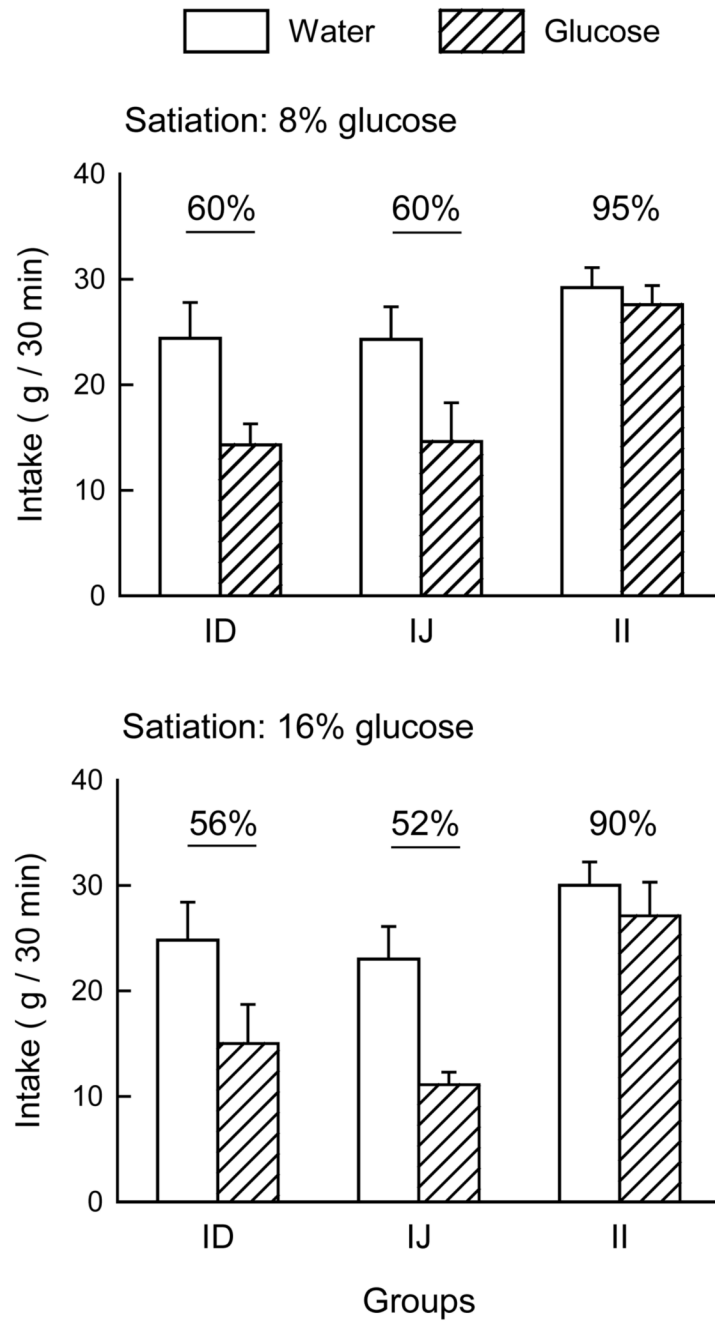 Water Glucose
Satiation: 8% glucose
40
30
20
10
0
Intake ( g / 30 min)
60% 60% 95%
ID IJ II
Satiation: 16% glucose
40
30
20
10
0
Intake ( g / 30 min)
56% 52% 90%
ID IJ II
Groups